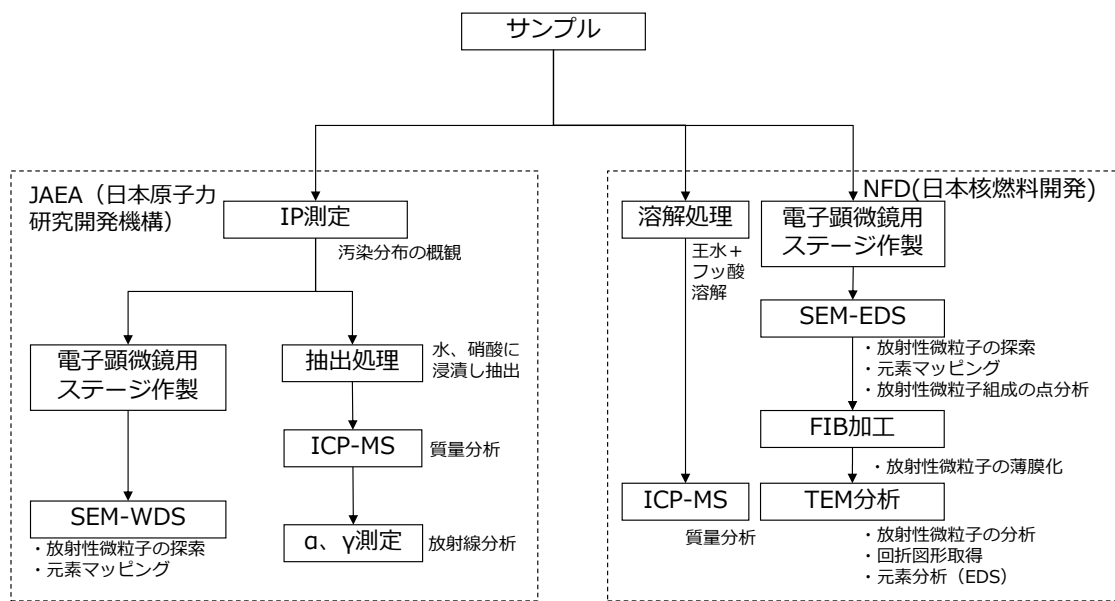 サンプル
JAEA（日本原子力
研究開発機構）
IP測定
汚染分布の概観
電子顕微鏡用
ステージ作製
抽出処理
水、硝酸に
浸漬し抽出
ICP-MS
質量分析
SEM-WDS
・放射性微粒子の探索
・元素マッピング
α、γ測定
放射線分析
NFD(日本核燃料開発)
溶解処理
王水＋
フッ酸
溶解
電子顕微鏡用
ステージ作製
SEM-EDS
・放射性微粒子の探索
・元素マッピング
・放射性微粒子組成の点分析
FIB加工
・放射性微粒子の薄膜化
ICP-MS
質量分析
TEM分析
・放射性微粒子の分析
・回折図形取得
・元素分析（EDS）